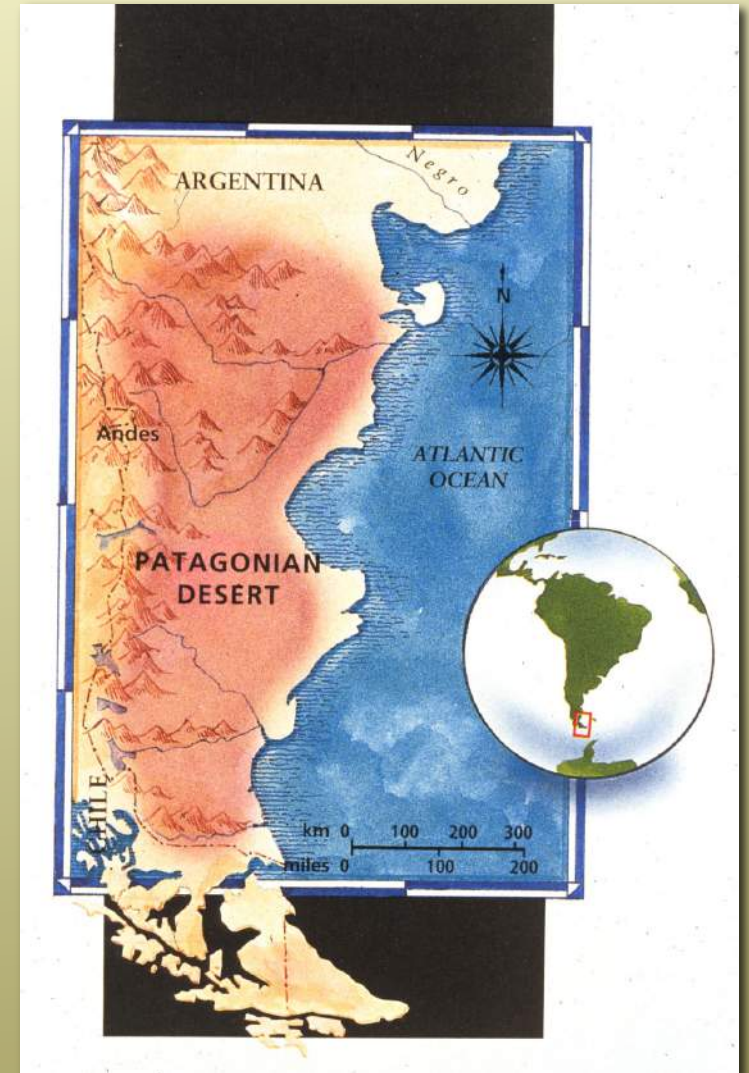 ARGENTINA
Negro
N
Andes
ATLANTIC
OCEAN
PATAGONIAN
DESERT
CHILE
km 0 100 200 300
miles 0 100 200